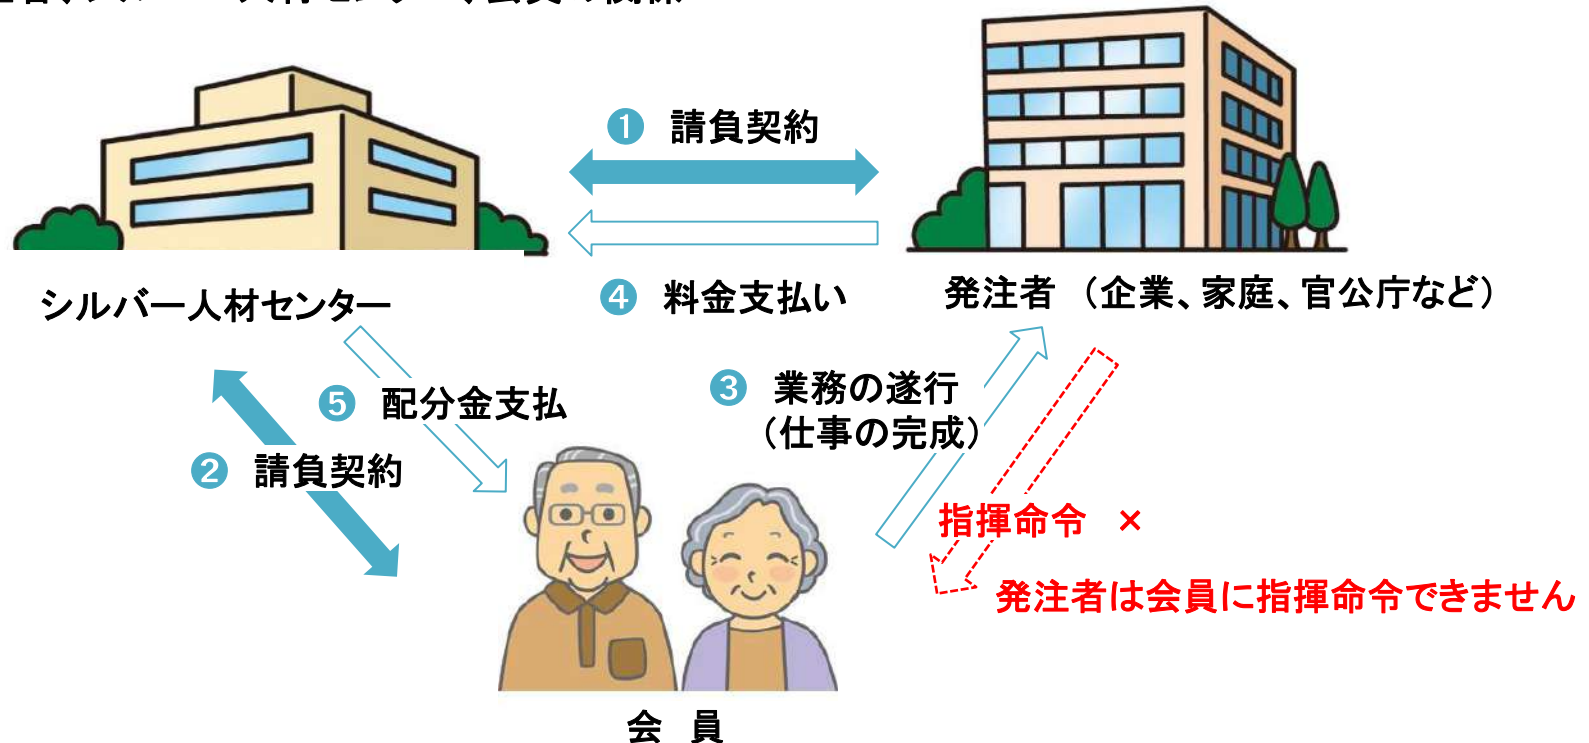 ❶ 請負契約
❹ 料金支払い
シルバー人材センター
発注者 （企業、家庭、官公庁など）
❺ 配分金支払
❸ 業務の遂行
（仕事の完成）
❷ 請負契約
指揮命令 ×
発注者は会員に指揮命令できません
会 員